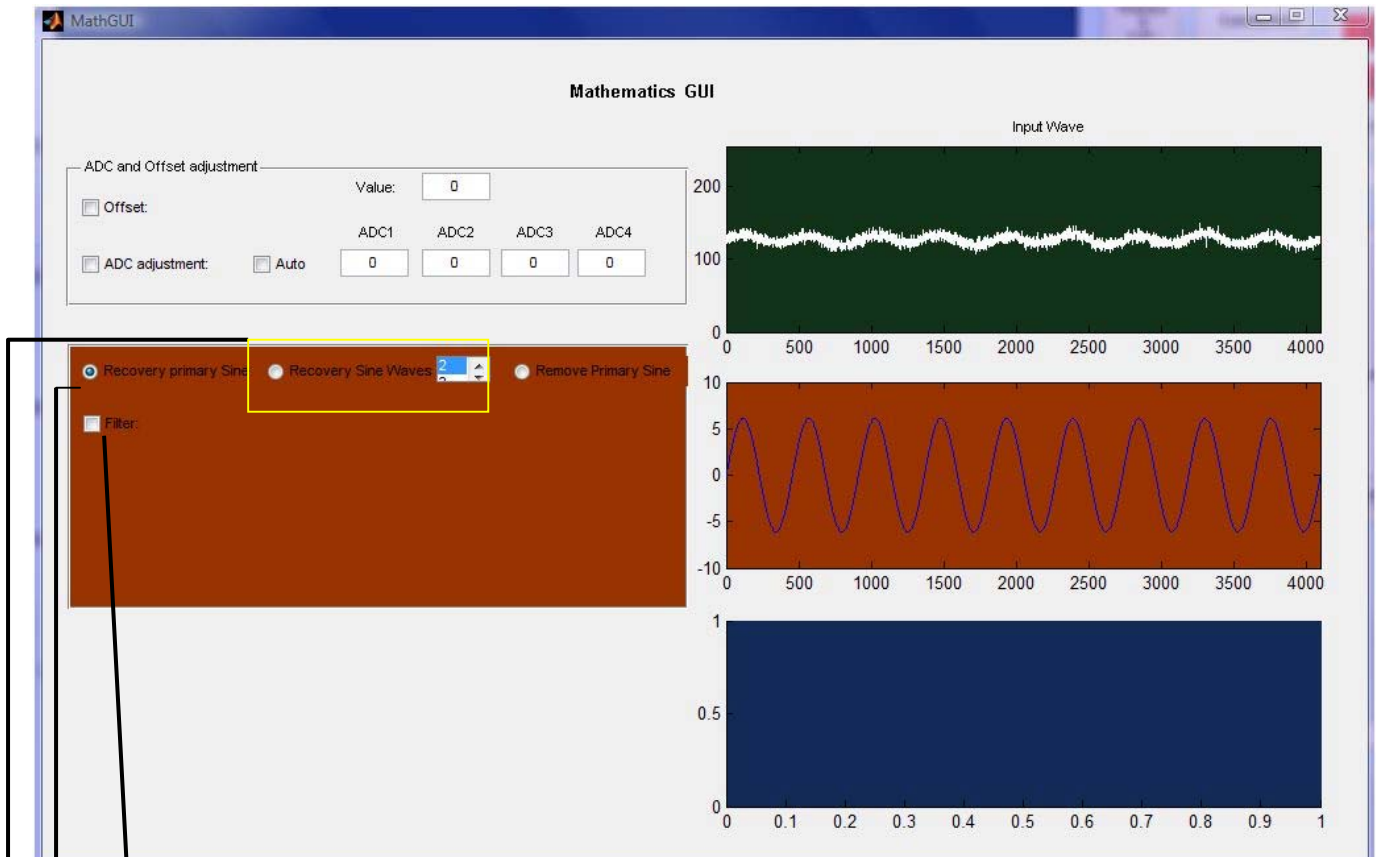 MathGUI
Mathematics GUI
ADC and Offset adjustment
Value: 0
Offset:
ADC1 ADC2 ADC3 ADC4
ADC adjustment: Auto 0 0 0 0
Recovery primary Sine Recovery Sine Waves 2 Remove Primary Sine
Filter:
Input Wave
200
100
0
0 500 1000 1500 2000 2500 3000 3500 4000
10
5
0
-5
-10
0 500 1000 1500 2000 2500 3000 3500 4000
1
0.5
0
0 0.1 0.2 0.3 0.4 0.5 0.6 0.7 0.8 0.9 1